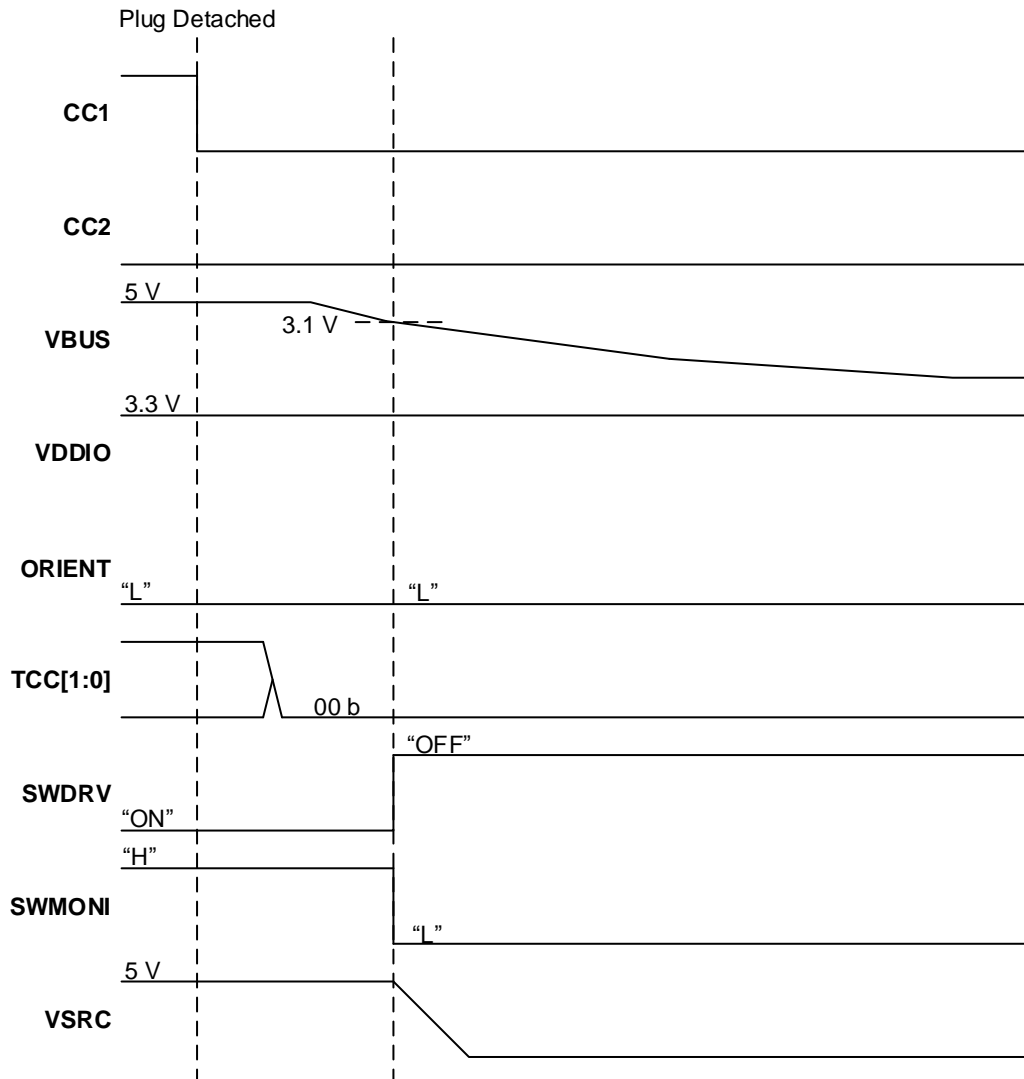 Plug Detached
CC1
CC2
5 V
3.1 V
VBUS
3.3 V
VDDIO
ORIENT
“L” “L”
TCC[1:0]
00 b
“OFF”
SWDRV
“ON”
“H”
SWMONI
“L”
5 V
VSRC